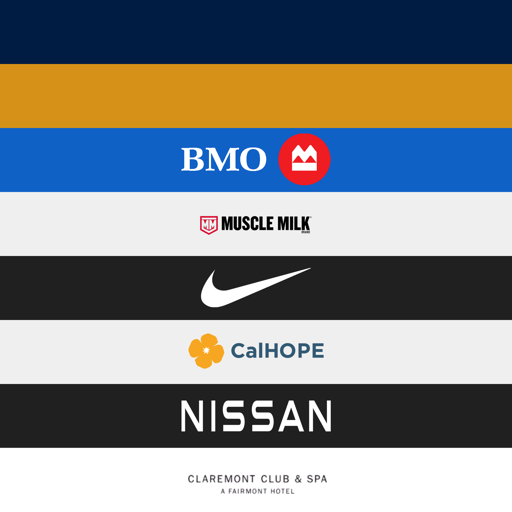 BMO
MUSCLE MILK
CalHOPE
NISSAN
CLAREMONT CLUB & SPA
A FAIRMONT HOTEL